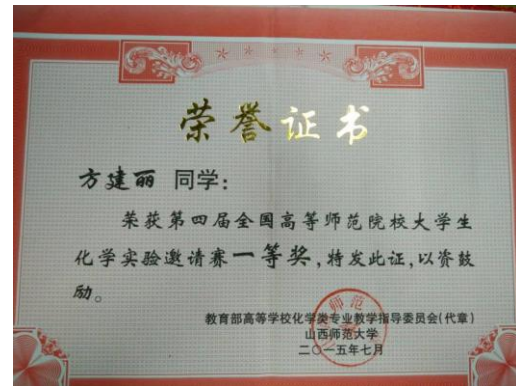 荣誉证书
方建丽 同学：
荣获第四届全国高等师范院校大学生
化学实验邀请赛一等奖，特发此证，以资鼓
励。
教育部高等学校化学类专业教学指导委员会(代章)
山西师范大学
二〇一五年七月